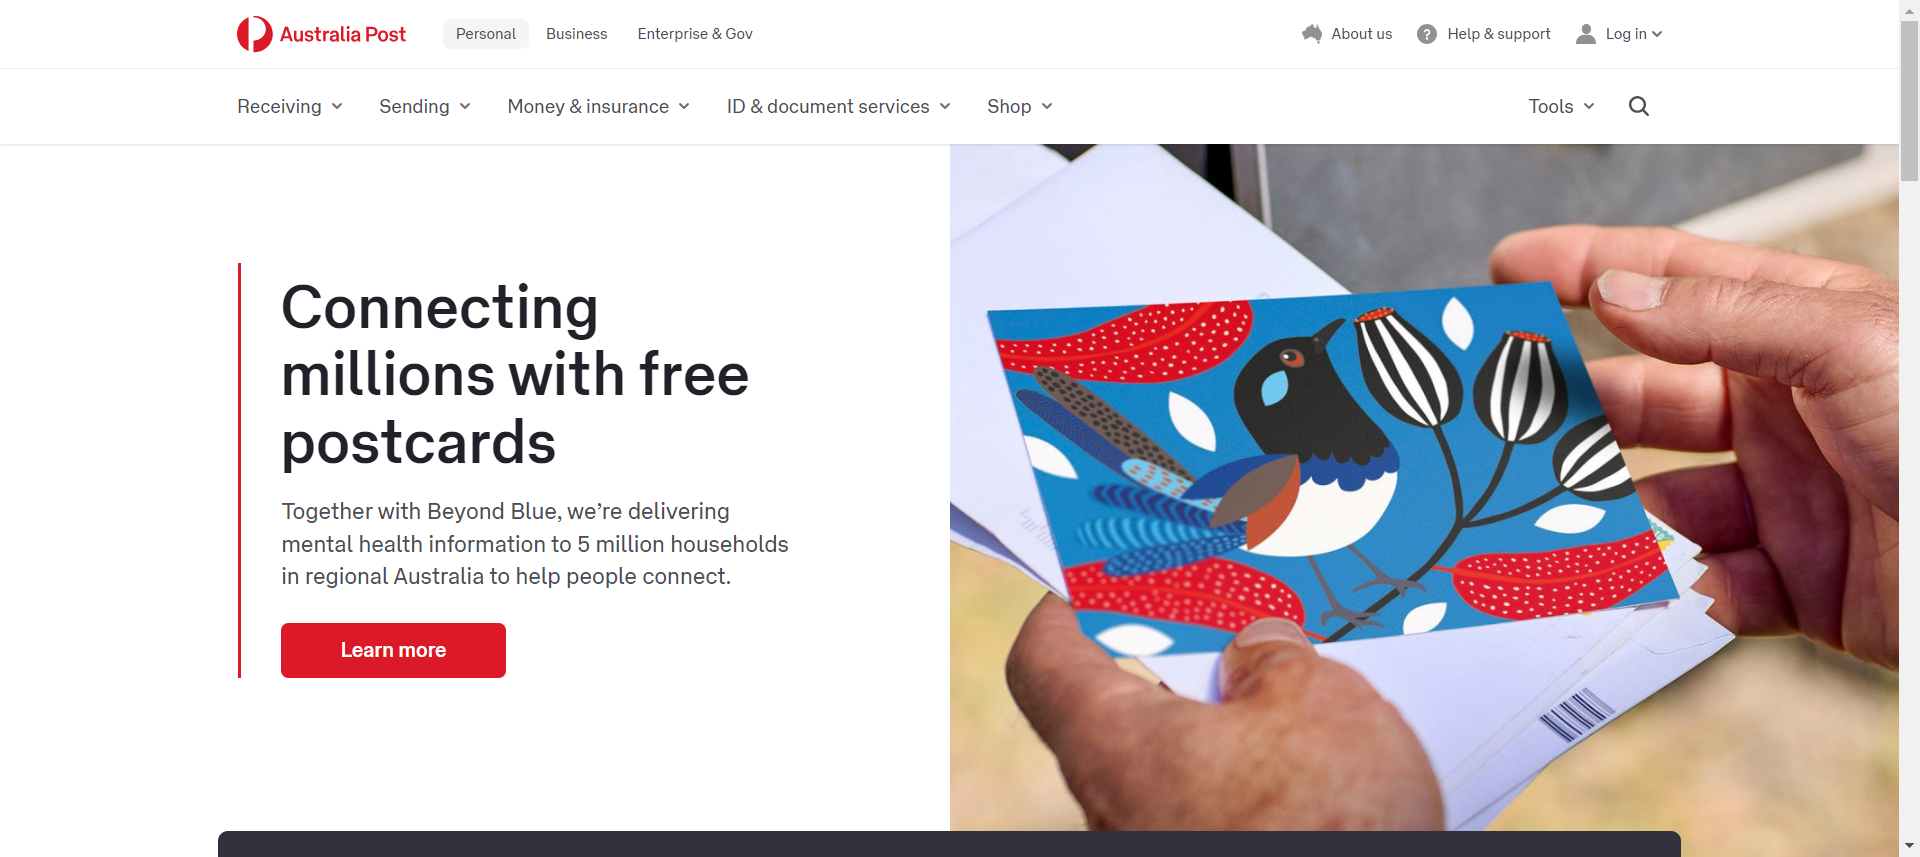 Australia Post
Personal
Business
Enterprise & Gov
About us
Help & support
Log in
Receiving
Sending
Money & insurance
ID & document services
Shop
Tools
Connecting
millions with free
postcards
Together with Beyond Blue, we’re delivering
mental health information to 5 million households
in regional Australia to help people connect.
Learn more